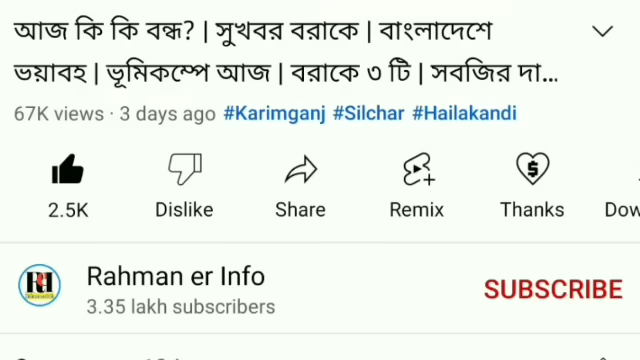 আজ কি কি বন্ধ? | সুখবর বরাকে | বাংলাদেশে
ভয়াবহ | ভূমিকম্পে আজ | বরাকে ৩ টি | সবজির দা...
67K views · 3 days ago #Karimganj #Silchar #Hailakandi
2.5K Dislike Share Remix Thanks Dow
Rahman er Info
SUBSCRIBE
3.35 lakh subscribers